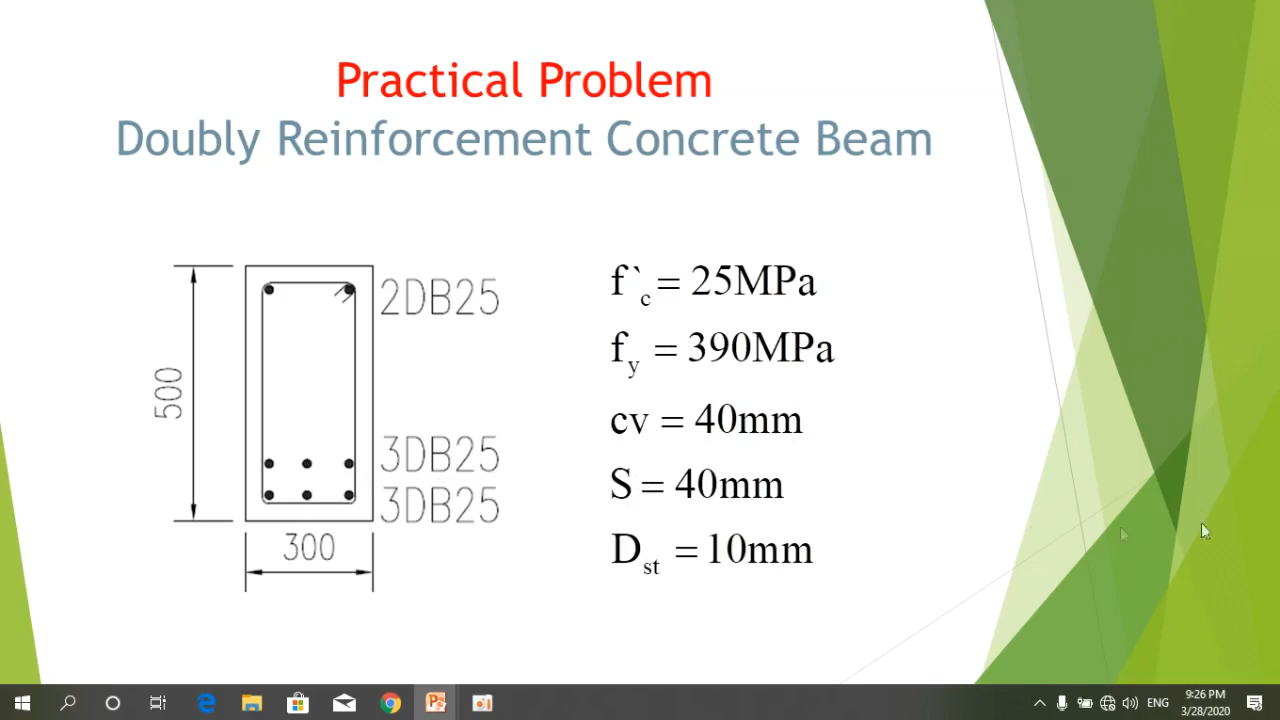 Practical Problem
Doubly Reinforcement Concrete Beam
2DB25
500
3DB25
3DB25
300
f`c = 25MPa
fy = 390MPa
cv = 40mm
S = 40mm
Dst = 10mm
ENG
9:26 PM
3/28/2020